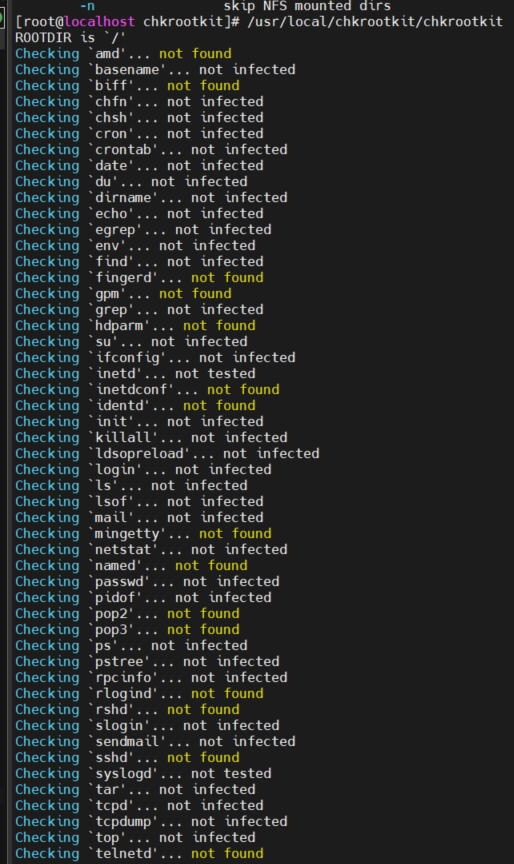 -n skip NFS mounted dirs
[root@localhost chkrootkit]# /usr/local/chkrootkit/chkrootkit
ROOTDIR is `/'
Checking `amd'... not found
Checking `basename'... not infected
Checking `biff'... not found
Checking `chfn'... not infected
Checking `chsh'... not infected
Checking `cron'... not infected
Checking `crontab'... not infected
Checking `date'... not infected
Checking `du'... not infected
Checking `dirname'... not infected
Checking `echo'... not infected
Checking `egrep'... not infected
Checking `env'... not infected
Checking `find'... not infected
Checking `fingerd'... not found
Checking `gpm'... not found
Checking `grep'... not infected
Checking `hdparm'... not found
Checking `su'... not infected
Checking `ifconfig'... not infected
Checking `inetd'... not tested
Checking `inetdconf'... not found
Checking `identd'... not found
Checking `init'... not infected
Checking `killall'... not infected
Checking `ldsopreload'... not infected
Checking `login'... not infected
Checking `ls'... not infected
Checking `lsof'... not infected
Checking `mail'... not infected
Checking `mingetty'... not found
Checking `netstat'... not infected
Checking `named'... not found
Checking `passwd'... not infected
Checking `pidof'... not infected
Checking `pop2'... not found
Checking `pop3'... not found
Checking `ps'... not infected
Checking `pstree'... not infected
Checking `rpcinfo'... not infected
Checking `rlogind'... not found
Checking `rshd'... not found
Checking `slogin'... not infected
Checking `sendmail'... not infected
Checking `sshd'... not found
Checking `syslogd'... not tested
Checking `tar'... not infected
Checking `tcpd'... not infected
Checking `tcpdump'... not infected
Checking `top'... not infected
Checking `telnetd'... not found